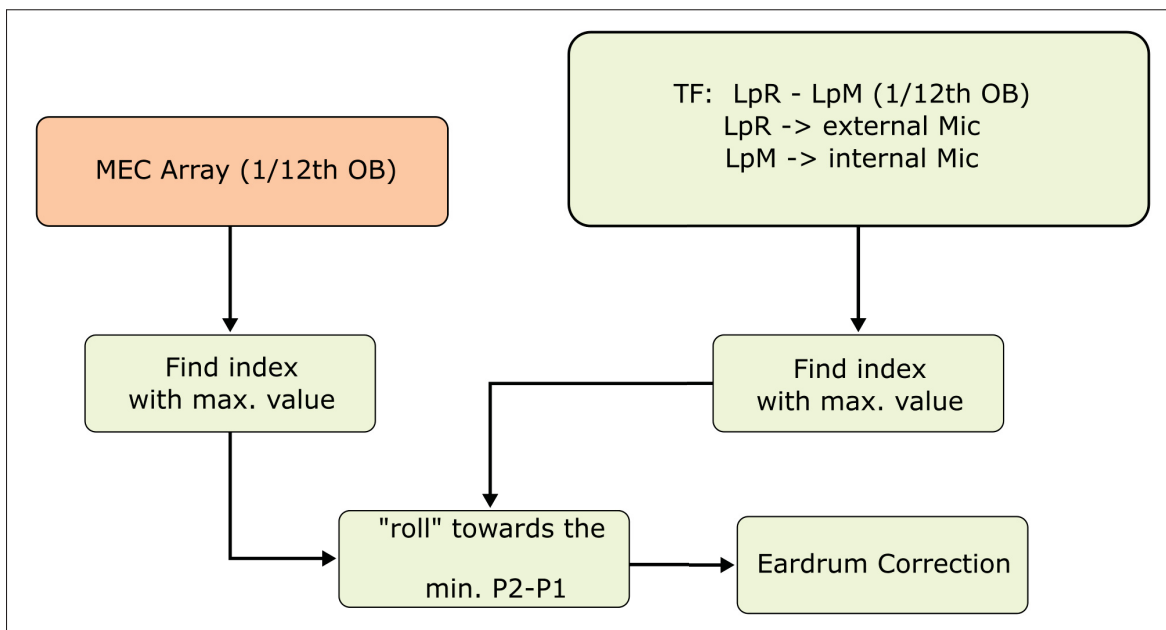 TF: LpR - LpM (1/12th OB)
LpR -> external Mic
LpM -> internal Mic
MEC Array (1/12th OB)
Find index
with max. value
Find index
with max. value
"roll" towards the
min. P2-P1
Eardrum Correction